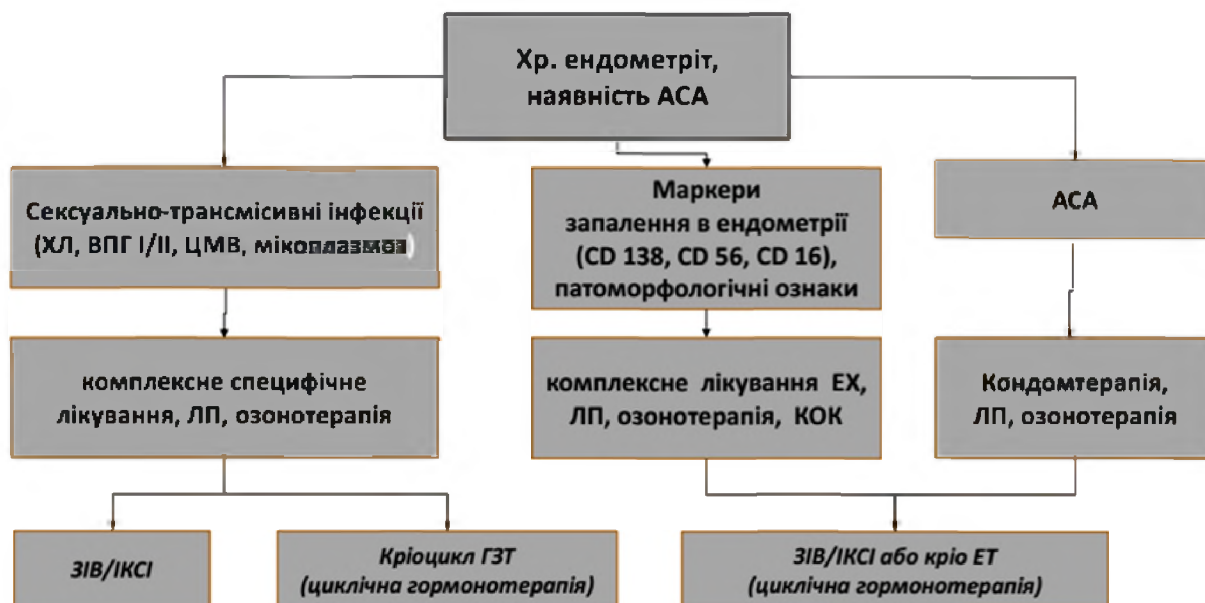 Хр. ендометріт,
наявність АСА
Сексуально-трансмісивні інфекції
(ХЛ, ВПГ І/ІІ, ЦМВ, мікоплазмоз)
Маркери
запалення в ендометрії
(CD 138, CD 56, CD 16),
патоморфологічні ознаки
АСА
комплексне специфічне
лікування, ЛП, озонотерапія
комплексне лікування ЕХ,
ЛП, озонотерапія, КОК
Кондомтерапія,
ЛП, озонотерапія
ЗІВ/ІКСІ
Кріоцикл ГЗТ
(циклічна гормонотерапія)
ЗІВ/ІКСІ або кріо ЕТ
(циклічна гормонотерапія)